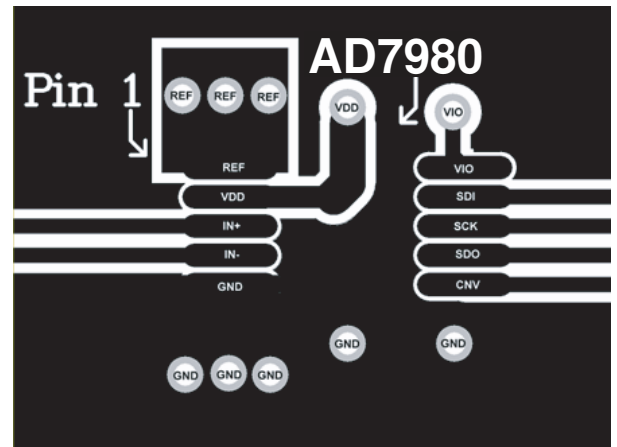 AD7980
Pin 1
REF REF REF
VDD
VIO
REF
VIO
VDD
SDI
IN+
SCK
IN-
SDO
GND
CNV
GND
GND
GND GND GND